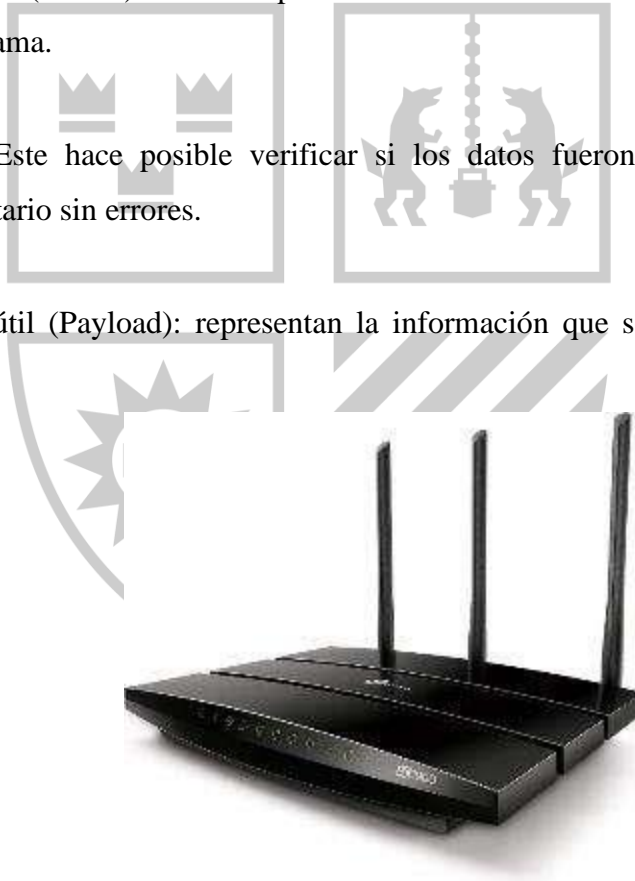 ama.
Este hace posible verificar si los datos fueron
tario sin errores.
útil (Payload): representan la información que s